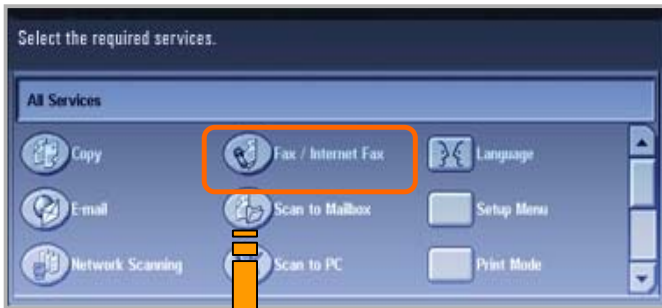 Select the required services.
All Services
Copy
Fax / Internet Fax
Language
E-mail
Scan to Mailbox
Setup Menu
Network Scanning
Scan to PC
Print Mode